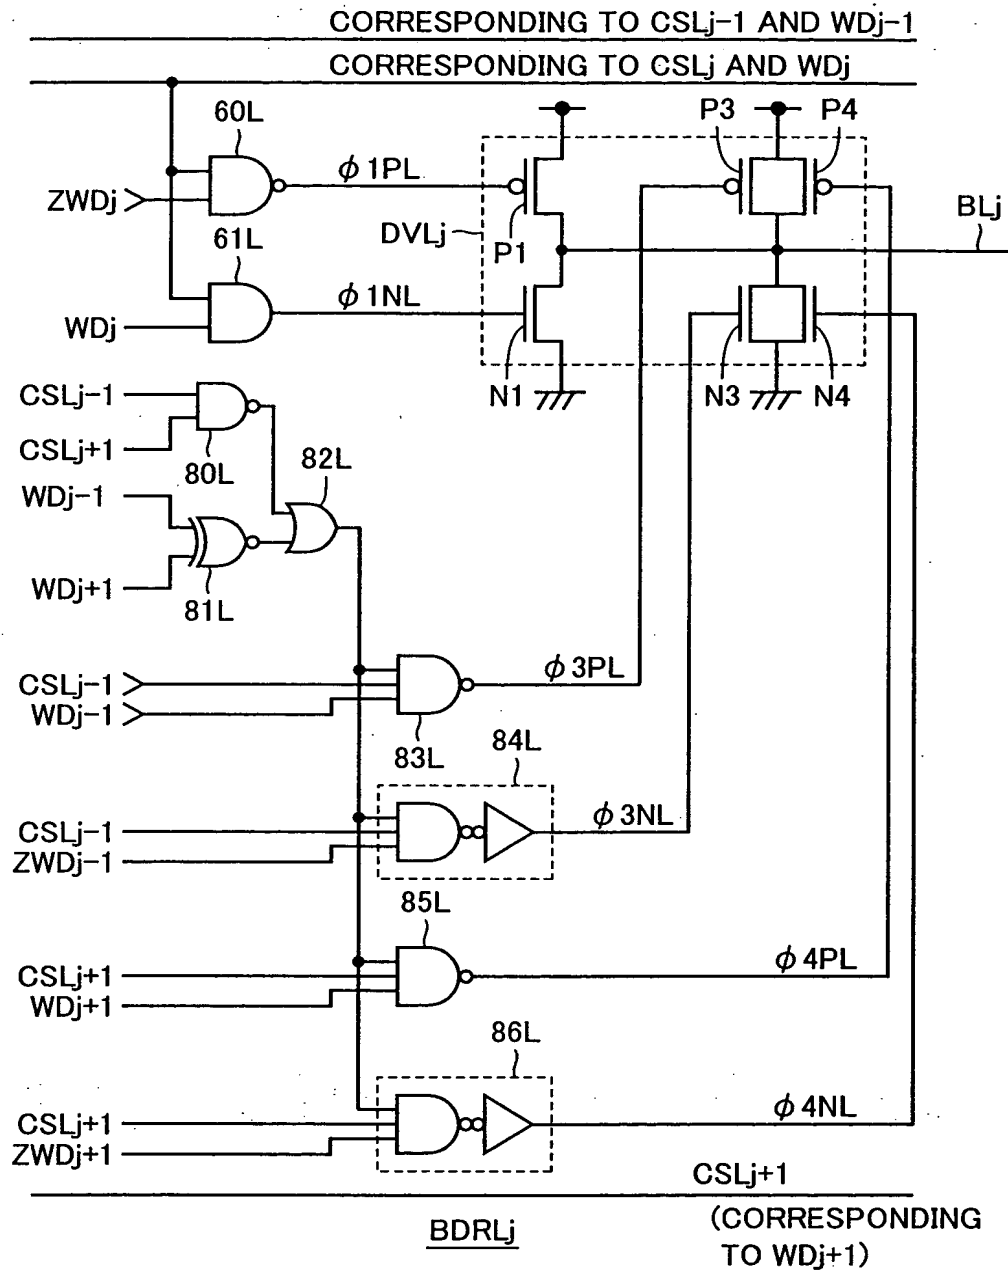 CORRESPONDING TO CSLj-1 AND WDj-1
CORRESPONDING TO CSLj AND WDj
60L
P3
P4
ϕ1PL
ZWDj
BLj
DVLj
P1
61L
ϕ1NL
WDj
N1
N3
N4
CSLj-1
CSLj+1
80L
82L
WDj-1
WDj+1
81L
ϕ3PL
CSLj-1
WDj-1
83L
84L
ϕ3NL
CSLj-1
ZWDj-1
85L
ϕ4PL
CSLj+1
WDj+1
86L
ϕ4NL
CSLj+1
ZWDj+1
CSLj+1
(CORRESPONDING
TO WDj+1)
BDRLj